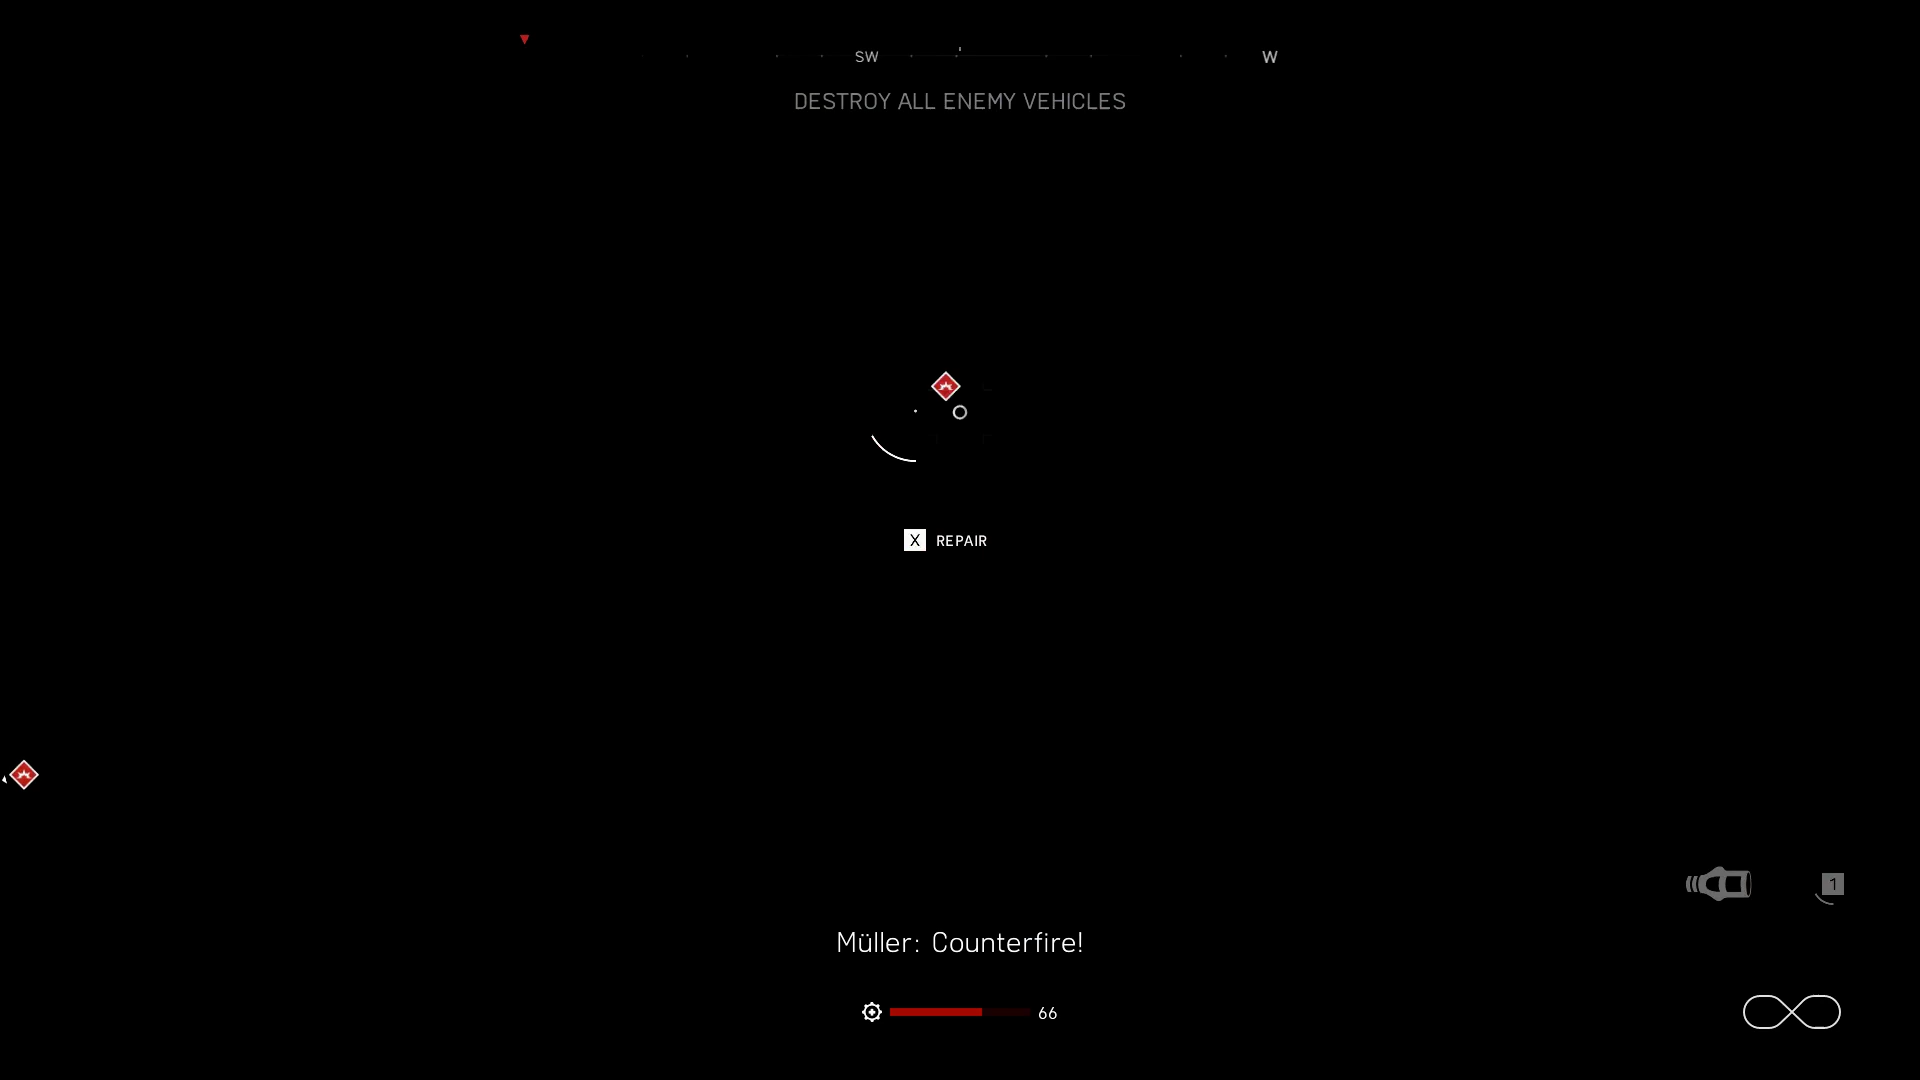 SW
W
DESTROY ALL ENEMY VEHICLES
X REPAIR
1
Müller: Counterfire!
66